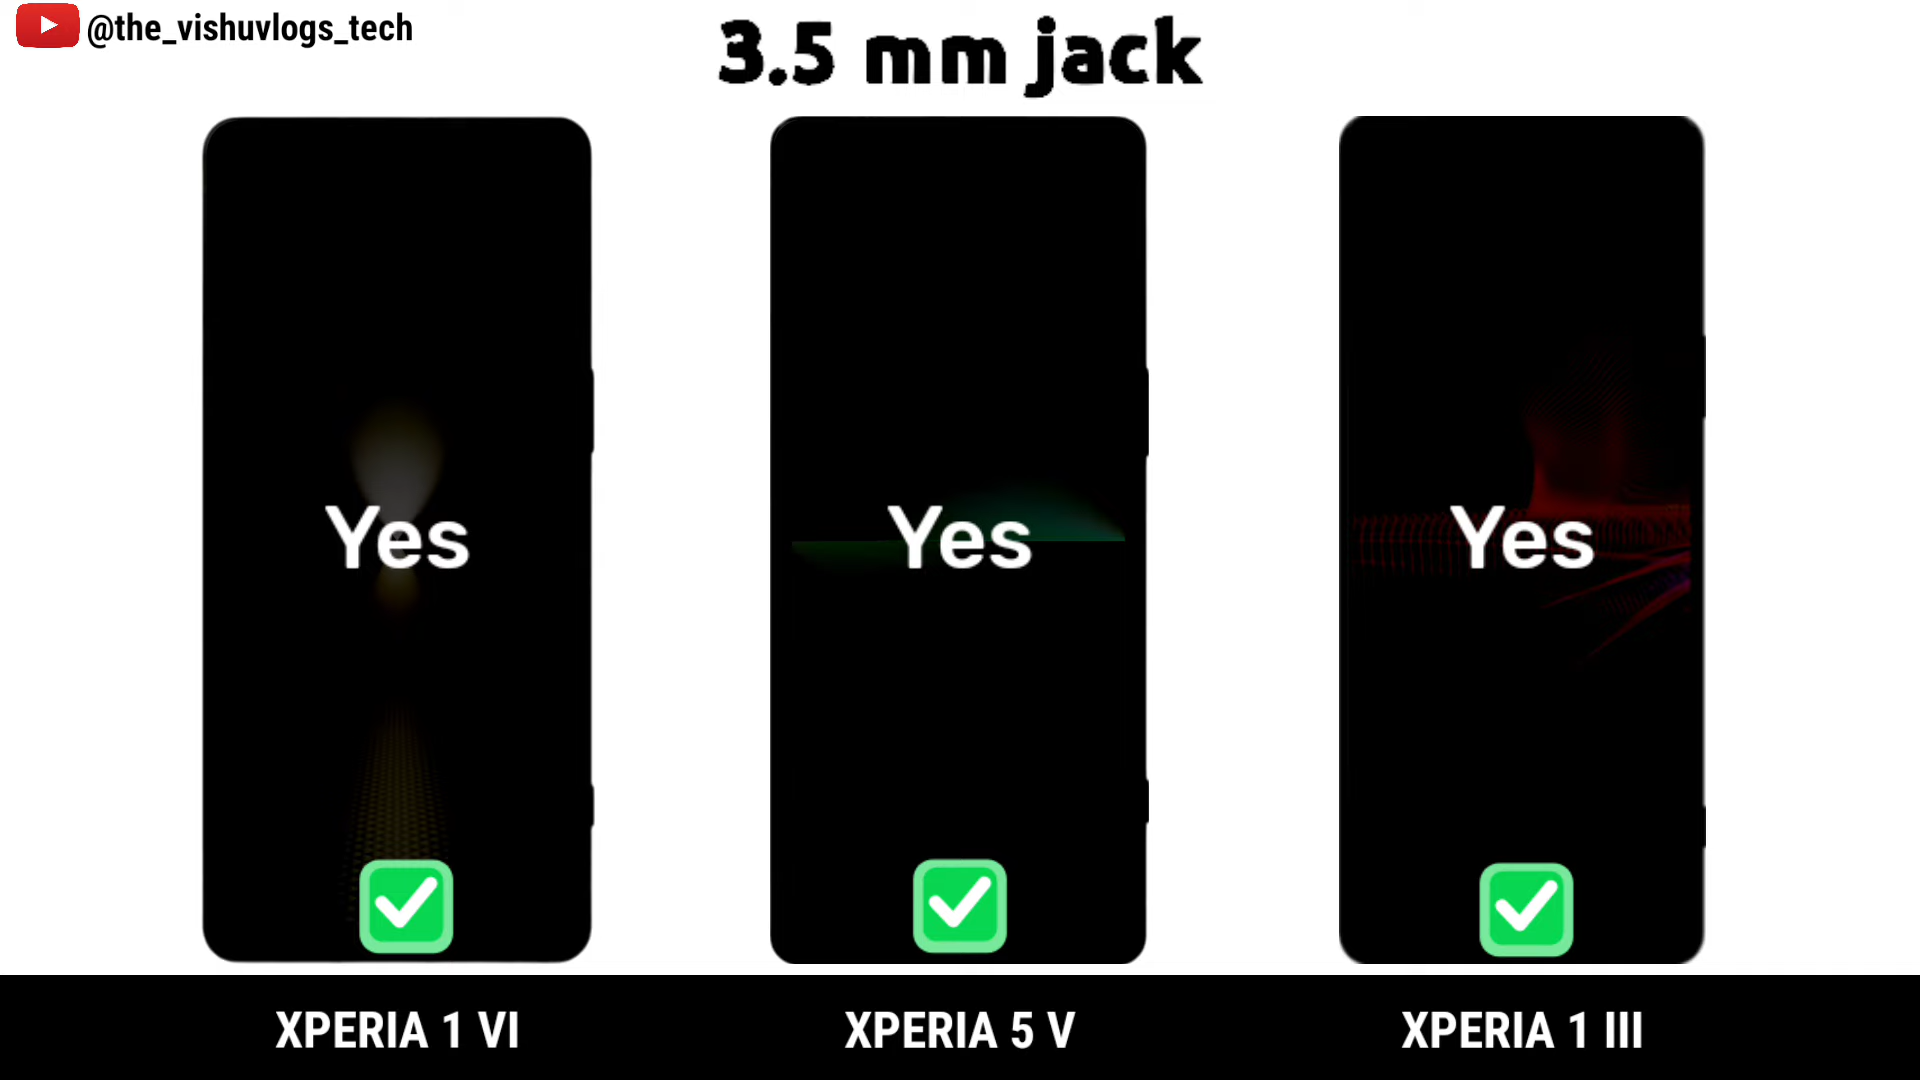 @the_vishuvlogs_tech
3.5 mm jack
Yes
Yes
Yes
XPERIA 1 VI
XPERIA 5 V
XPERIA 1 III